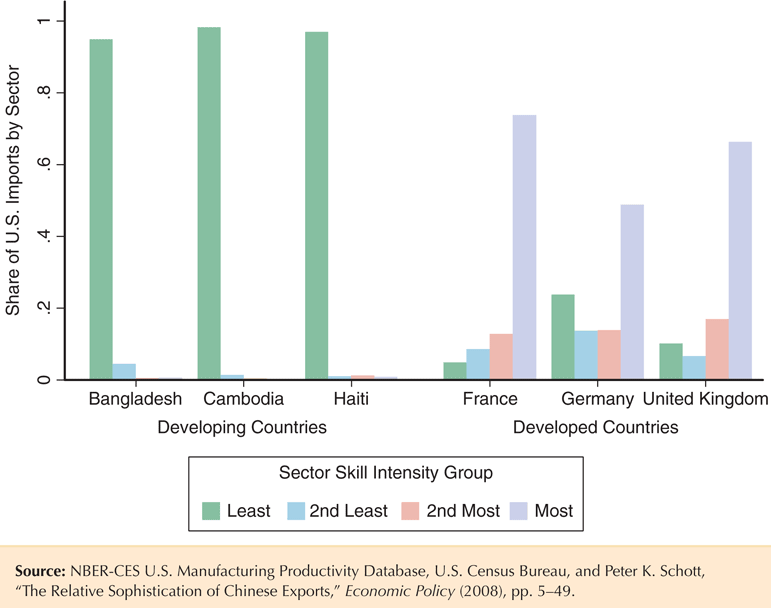 Share of U.S. Imports by Sector
1
.8
.6
.4
.2
0
Bangladesh Cambodia Haiti France Germany United Kingdom
Developing Countries Developed Countries
Sector Skill Intensity Group
Least 2nd Least 2nd Most Most
Source: NBER-CES U.S. Manufacturing Productivity Database, U.S. Census Bureau, and Peter K. Schott,
“The Relative Sophistication of Chinese Exports,” Economic Policy (2008), pp. 5–49.